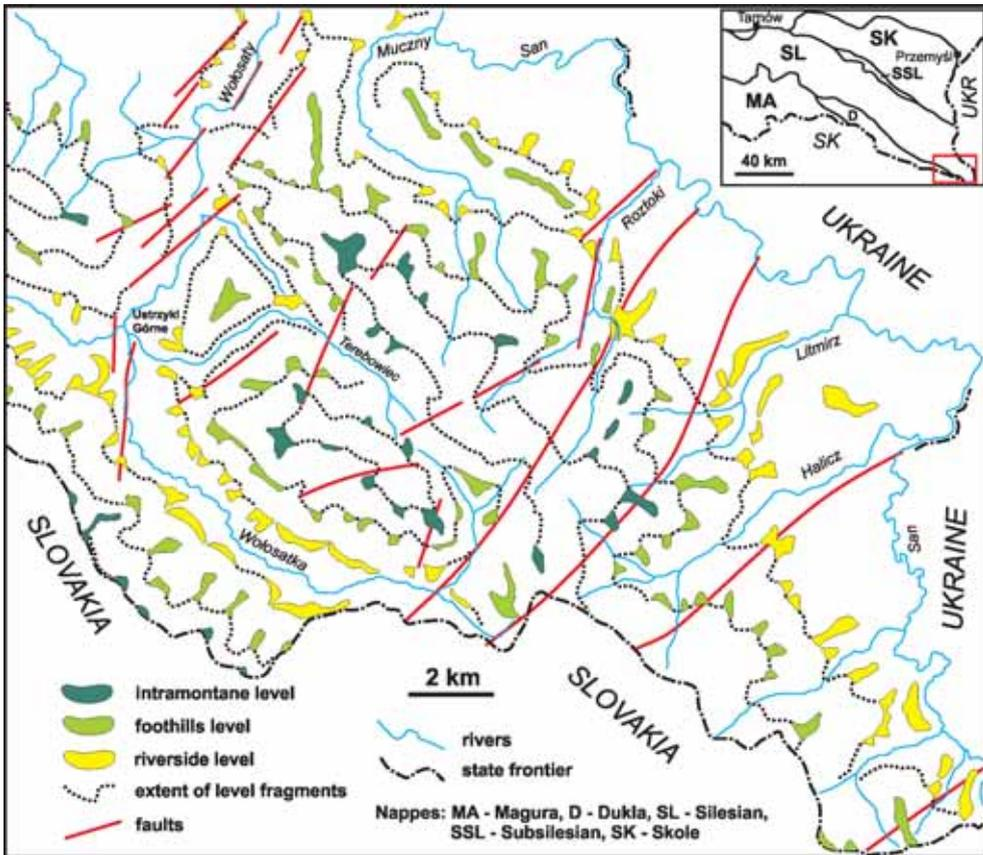 Tarnów
SK
SL
Przemyśl
SSL
MA
D
SK
UKR
40 km
Muczny
San
Wołosaty
Roztoki
UKRAINE
Ustrzyki
Górne
Terebowiec
Litmirz
Halicz
San
UKRAINE
Wołosatka
SLOVAKIA
SLOVAKIA
2 km
intramontane level
foothills level
riverside level
extent of level fragments
faults
rivers
state frontier
Nappes: MA - Magura, D - Dukla, SL - Silesian,
SSL - Subsilesian, SK - Skole